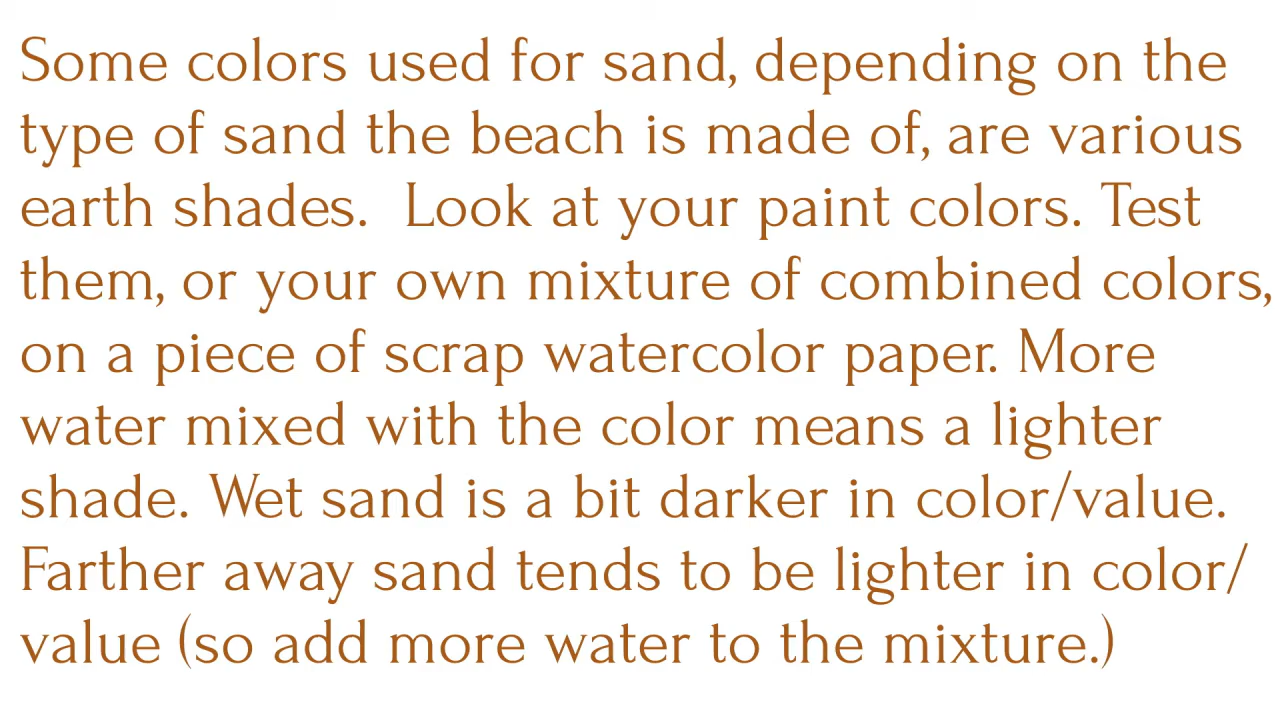 Some colors used for sand, depending on the
type of sand the beach is made of, are various
earth shades.  Look at your paint colors. Test
them, or your own mixture of combined colors,
on a piece of scrap watercolor paper. More
water mixed with the color means a lighter
shade. Wet sand is a bit darker in color/value.
Farther away sand tends to be lighter in color/
value (so add more water to the mixture.)